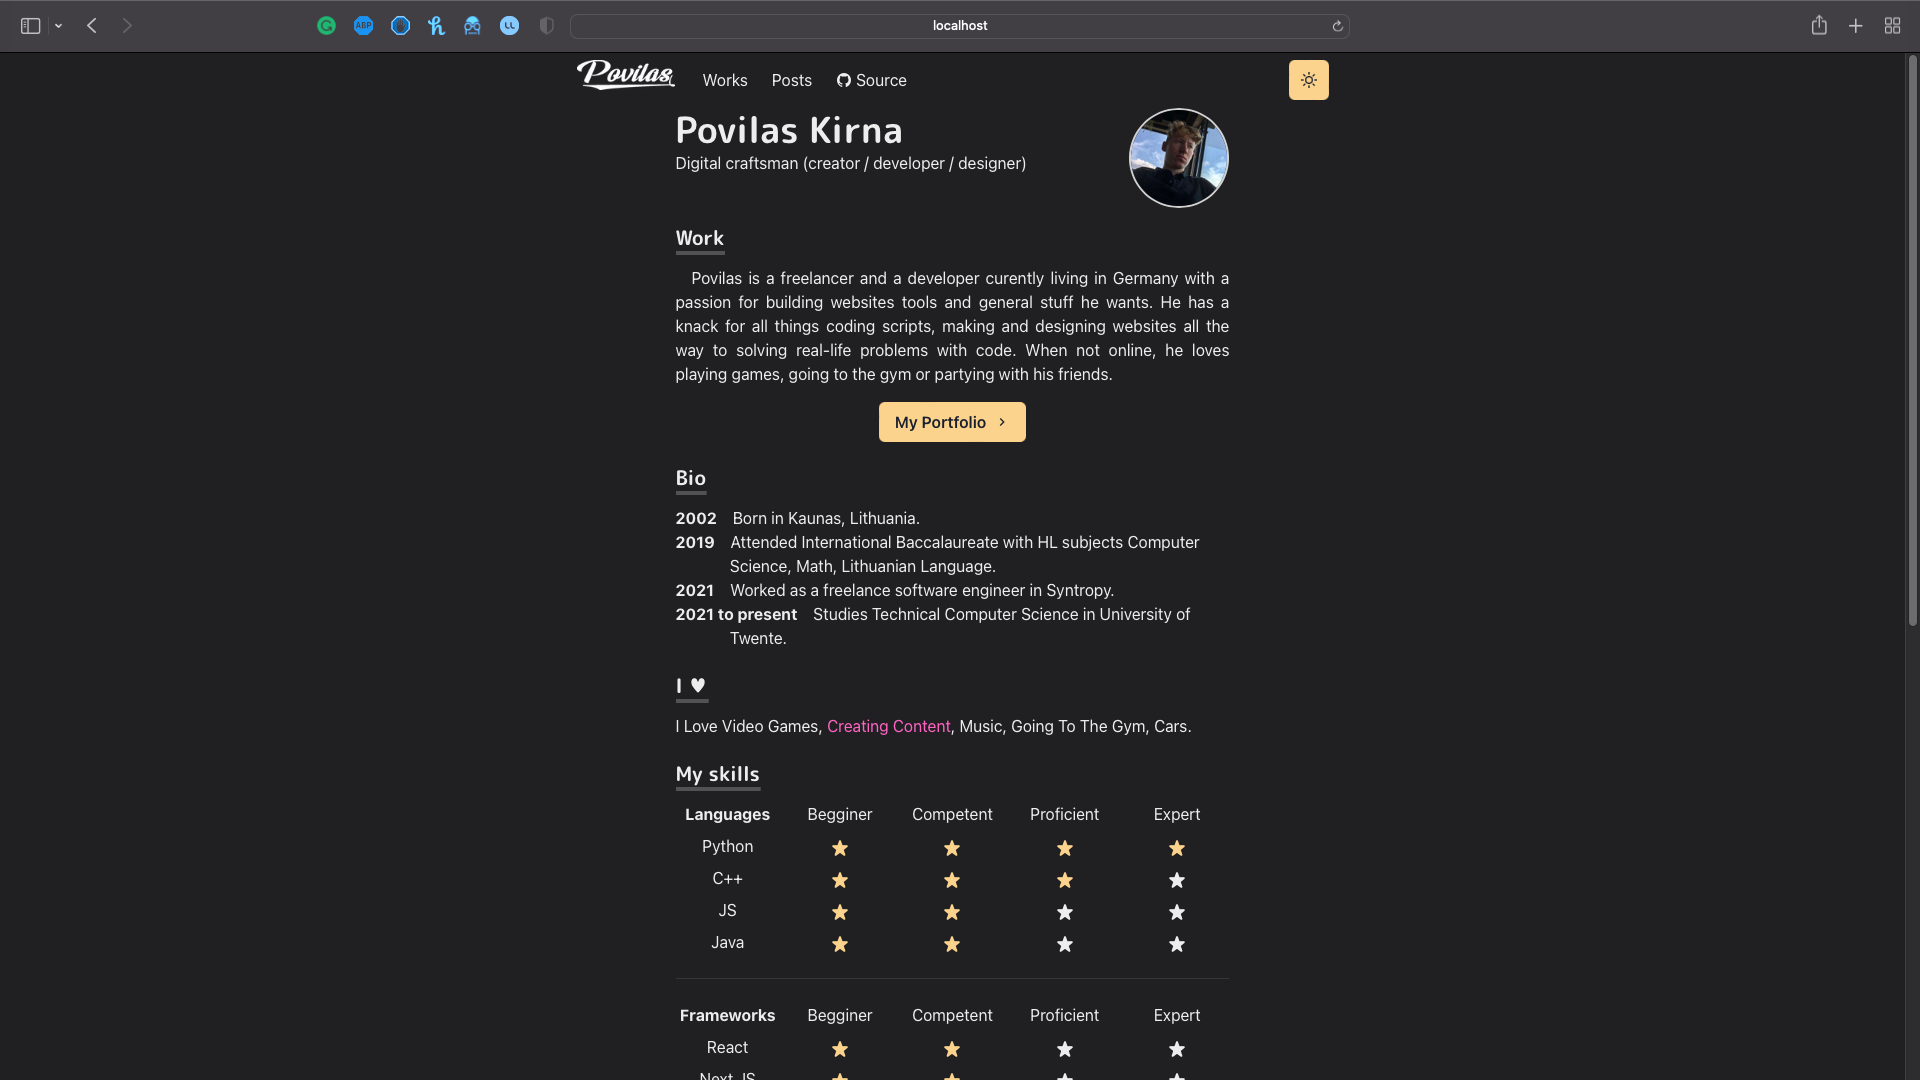 localhost
ABP
LL
Povilas
Works
Posts
Source
Povilas Kirna
Digital craftsman (creator / developer / designer)
Work
Povilas is a freelancer and a developer curently living in Germany with a
passion for building websites tools and general stuff he wants. He has a
knack for all things coding scripts, making and designing websites all the
way to solving real-life problems with code. When not online, he loves
playing games, going to the gym or partying with his friends.
My Portfolio
Bio
2002 Born in Kaunas, Lithuania.
2019 Attended International Baccalaureate with HL subjects Computer
Science, Math, Lithuanian Language.
2021 Worked as a freelance software engineer in Syntropy.
2021 to present Studies Technical Computer Science in University of
Twente.
I ♥
I Love Video Games, Creating Content, Music, Going To The Gym, Cars.
My skills
Languages Begginer Competent Proficient Expert
Python
C++
JS
Java
Frameworks Begginer Competent Proficient Expert
React
Next JS